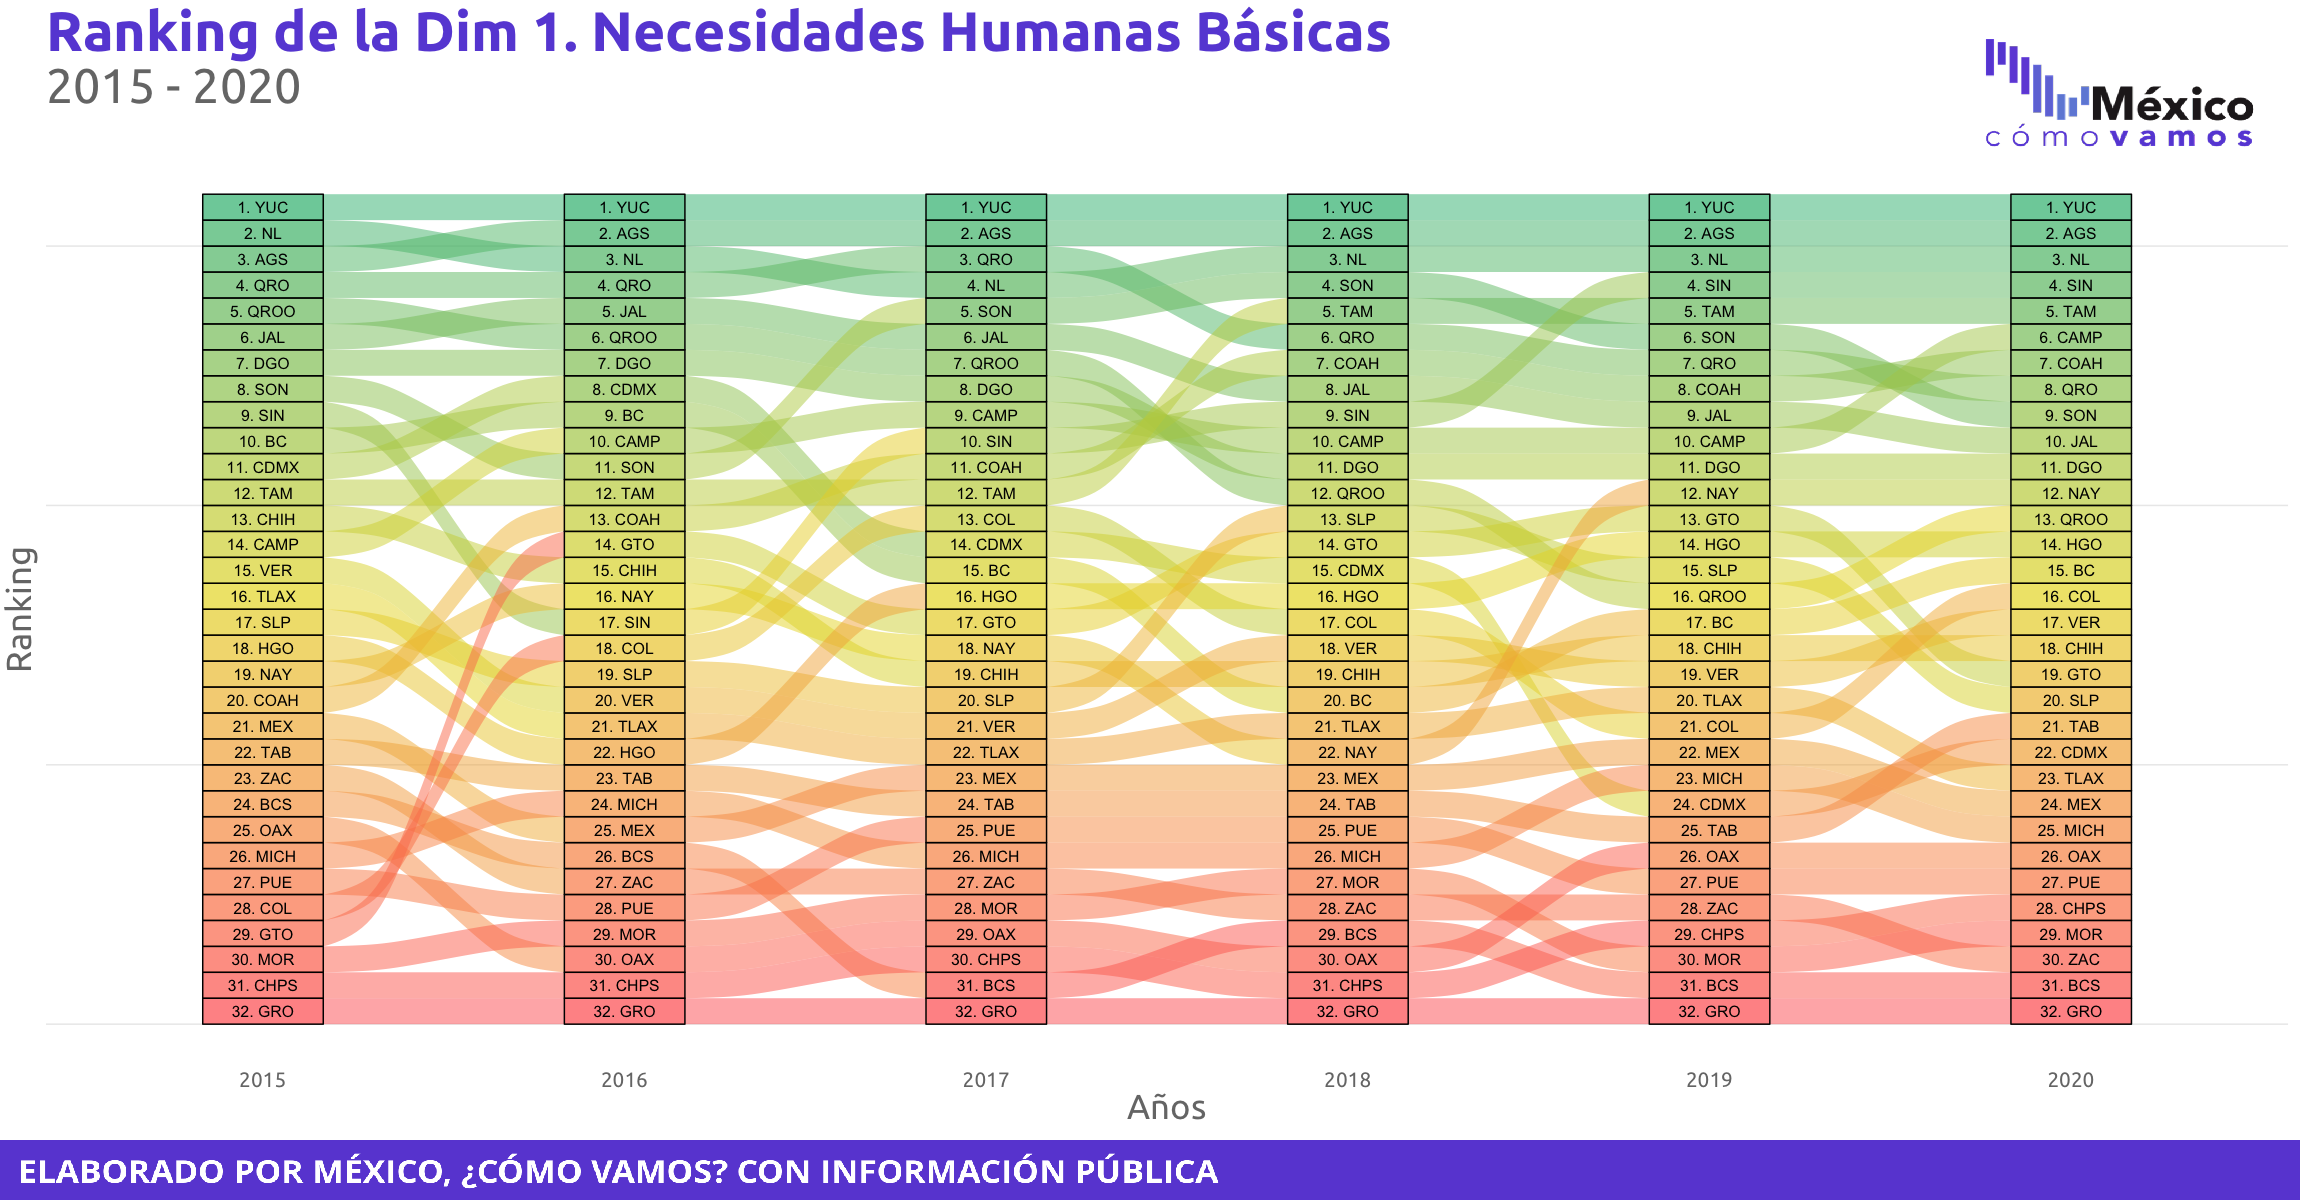 Ranking de la Dim 1. Necesidades Humanas Básicas
2015 - 2020
México
cómovamos
Ranking
1. YUC 1. YUC 1. YUC 1. YUC 1. YUC 1. YUC
2. NL 2. AGS 2. AGS 2. AGS 2. AGS 2. AGS
3. AGS 3. NL 3. QRO 3. NL 3. NL 3. NL
4. QRO 4. QRO 4. NL 4. SON 4. SIN 4. SIN
5. QROO 5. JAL 5. SON 5. TAM 5. TAM 5. TAM
6. JAL 6. QROO 6. JAL 6. QRO 6. SON 6. CAMP
7. DGO 7. DGO 7. QROO 7. COAH 7. QRO 7. COAH
8. SON 8. CDMX 8. DGO 8. JAL 8. COAH 8. QRO
9. SIN 9. BC 9. CAMP 9. SIN 9. JAL 9. SON
10. BC 10. CAMP 10. SIN 10. CAMP 10. CAMP 10. JAL
11. CDMX 11. SON 11. COAH 11. DGO 11. DGO 11. DGO
12. TAM 12. TAM 12. TAM 12. QROO 12. NAY 12. NAY
13. CHIH 13. COAH 13. COL 13. SLP 13. GTO 13. QROO
14. CAMP 14. GTO 14. CDMX 14. GTO 14. HGO 14. HGO
15. VER 15. CHIH 15. BC 15. CDMX 15. SLP 15. BC
16. TLAX 16. NAY 16. HGO 16. HGO 16. QROO 16. COL
17. SLP 17. SIN 17. GTO 17. COL 17. BC 17. VER
18. HGO 18. COL 18. NAY 18. VER 18. CHIH 18. CHIH
19. NAY 19. SLP 19. CHIH 19. CHIH 19. VER 19. GTO
20. COAH 20. VER 20. SLP 20. BC 20. TLAX 20. SLP
21. MEX 21. TLAX 21. VER 21. TLAX 21. COL 21. TAB
22. TAB 22. HGO 22. TLAX 22. NAY 22. MEX 22. CDMX
23. ZAC 23. TAB 23. MEX 23. MEX 23. MICH 23. TLAX
24. BCS 24. MICH 24. TAB 24. TAB 24. CDMX 24. MEX
25. OAX 25. MEX 25. PUE 25. PUE 25. TAB 25. MICH
26. MICH 26. BCS 26. MICH 26. MICH 26. OAX 26. OAX
27. PUE 27. ZAC 27. ZAC 27. MOR 27. PUE 27. PUE
28. COL 28. PUE 28. MOR 28. ZAC 28. ZAC 28. CHPS
29. GTO 29. MOR 29. OAX 29. BCS 29. CHPS 29. MOR
30. MOR 30. OAX 30. CHPS 30. OAX 30. MOR 30. ZAC
31. CHPS 31. CHPS 31. BCS 31. CHPS 31. BCS 31. BCS
32. GRO 32. GRO 32. GRO 32. GRO 32. GRO 32. GRO
2015 2016 2017 2018 2019 2020
Años
ELABORADO POR MÉXICO, ¿CÓMO VAMOS? CON INFORMACIÓN PÚBLICA